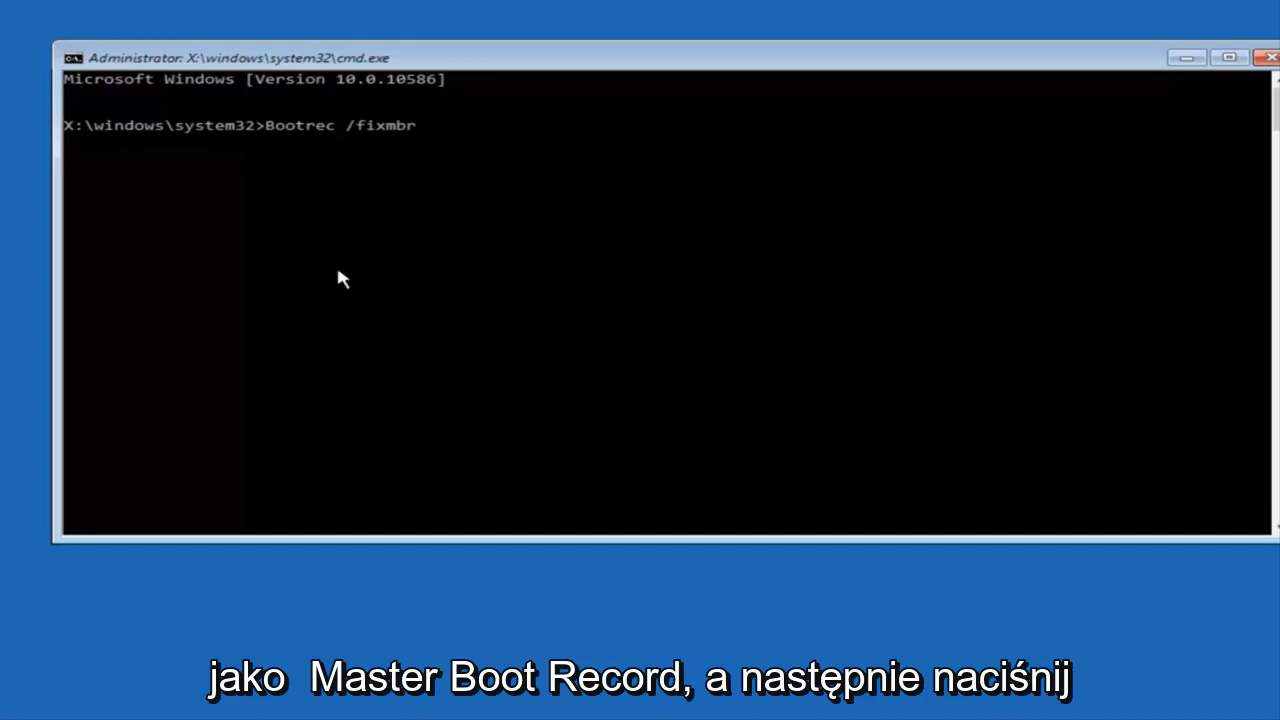 Administrator: X:\windows\system32\cmd.exe
Microsoft Windows [Version 10.0.10586]
X:\windows\system32>Bootrec /fixmbr
jako Master Boot Record, a następnie naciśnij